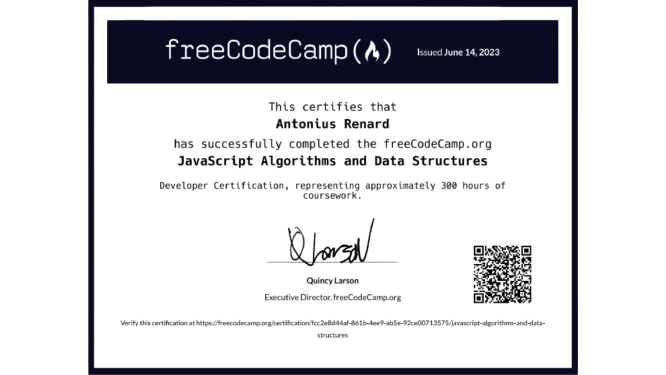 freeCodeCamp(🔥)
Issued June 14, 2023
This certifies that
Antonius Renard
has successfully completed the freeCodeCamp.org
JavaScript Algorithms and Data Structures
Developer Certification, representing approximately 300 hours of
coursework.
Quincy Larson
Executive Director, freeCodeCamp.org
Verify this certification at https://freecodecamp.org/certification/fcc2e8d44af-861b-4ee9-ab5e-92ce00713575/javascript-algorithms-and-data-
structures